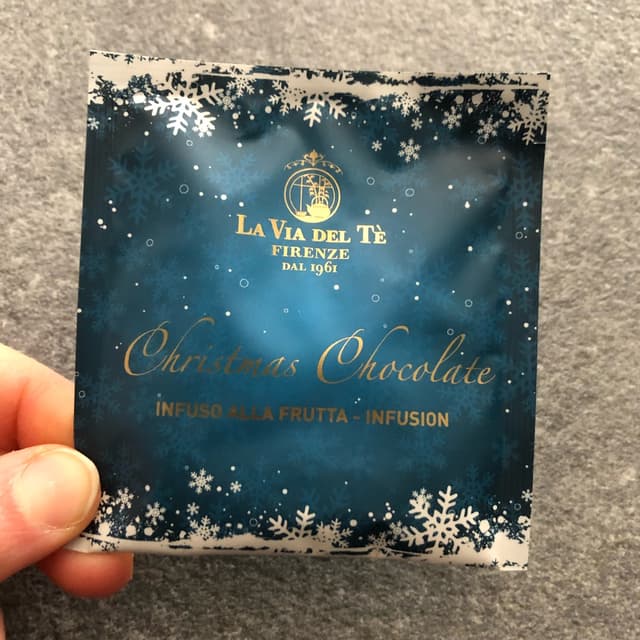 LA VIA DEL TÈ
FIRENZE
DAL 1961
Christmas Chocolate
INFUSO ALLA FRUTTA - INFUSION